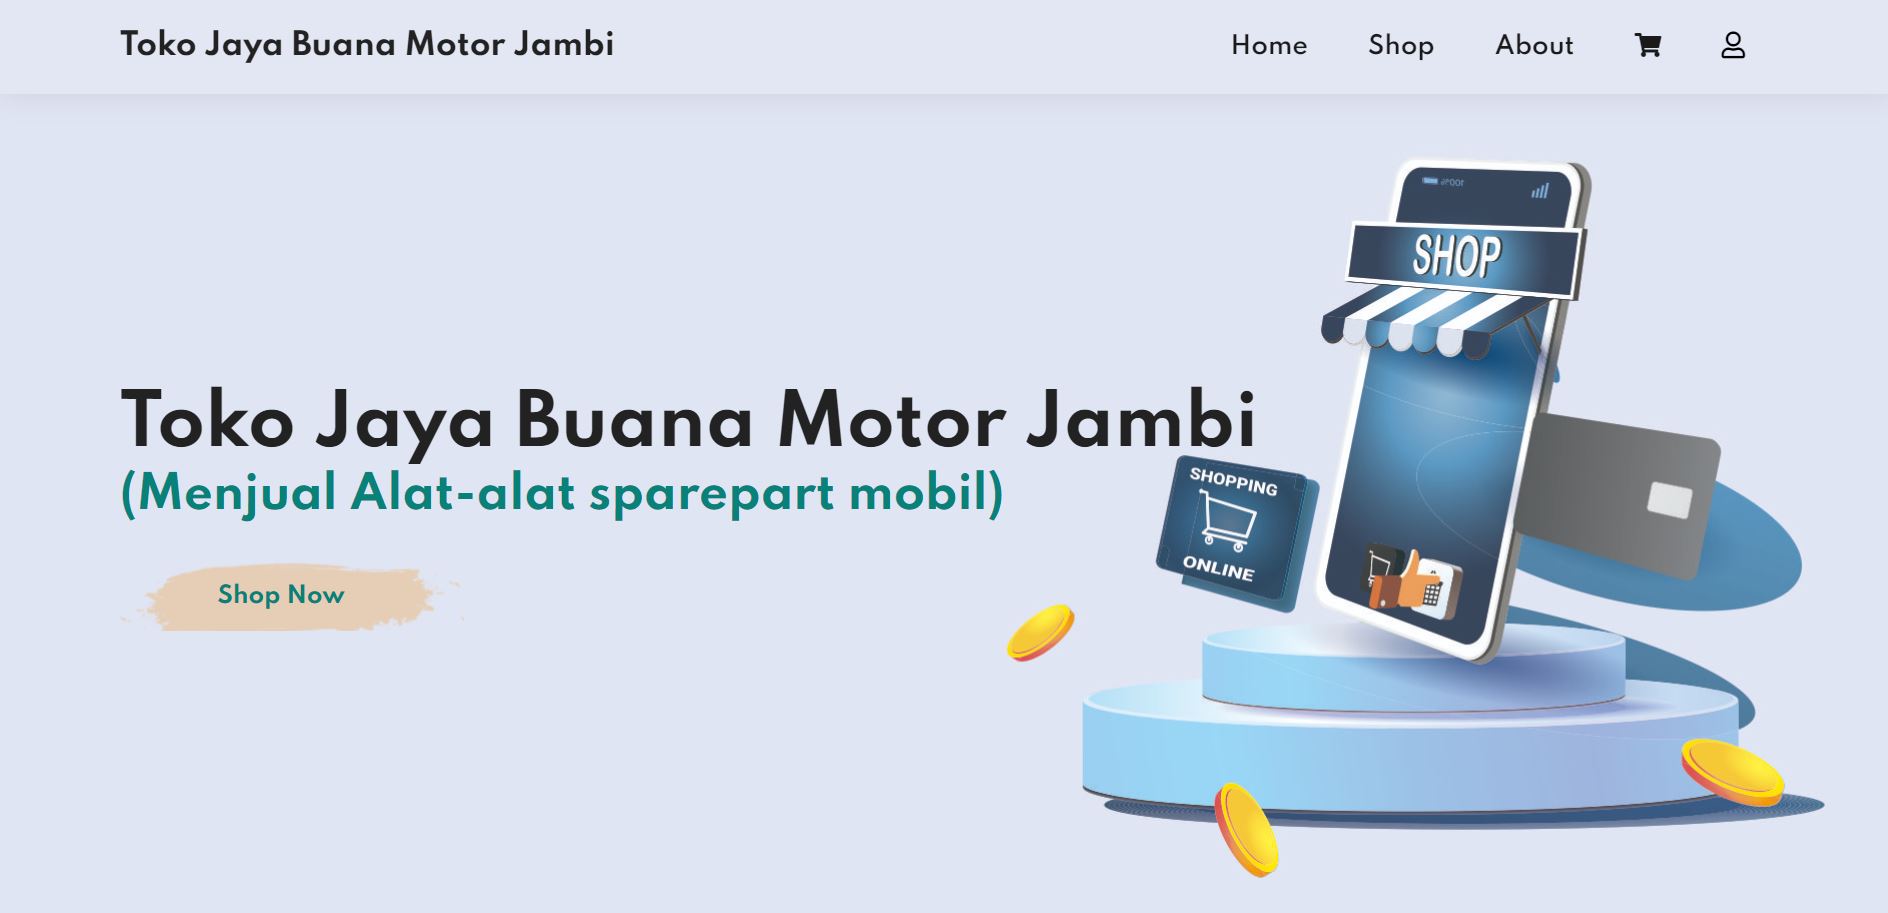 Toko Jaya Buana Motor Jambi
Home Shop About
SHOP
Toko Jaya Buana Motor Jambi
(Menjual Alat-alat sparepart mobil)
SHOPPING
ONLINE
Shop Now